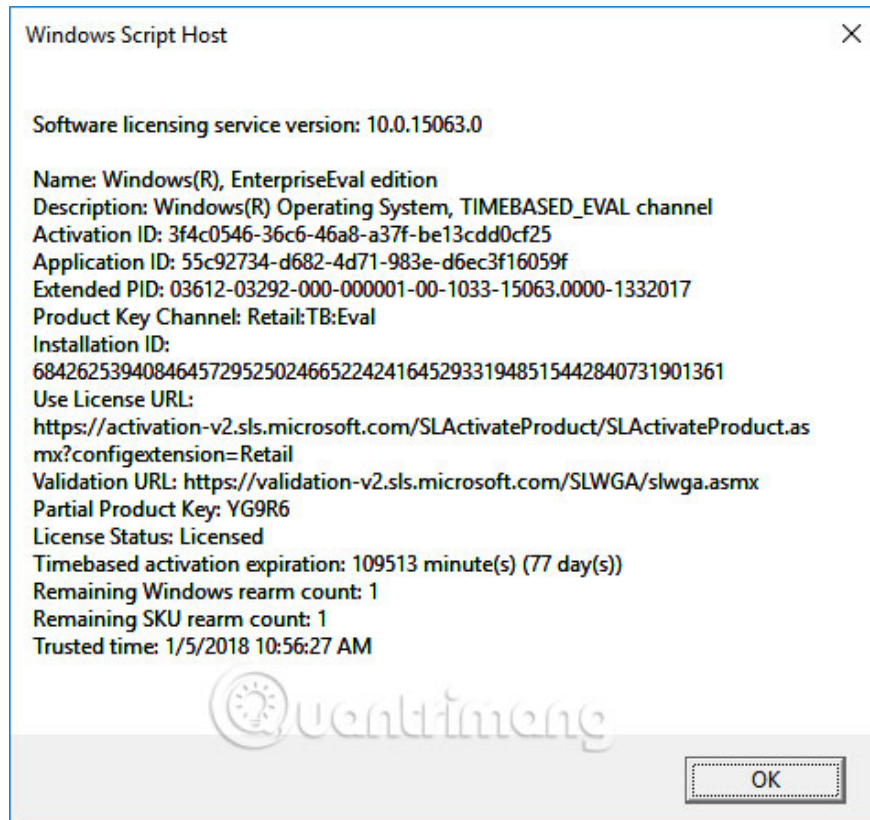 Windows Script Host
Software licensing service version: 10.0.15063.0
Name: Windows(R), EnterpriseEval edition
Description: Windows(R) Operating System, TIMEBASED_EVAL channel
Activation ID: 3f4c0546-36c6-46a8-a37f-be13cdd0cf25
Application ID: 55c92734-d682-4d71-983e-d6ec3f16059f
Extended PID: 03612-03292-000-000001-00-1033-15063.0000-1332017
Product Key Channel: Retail:TB:Eval
Installation ID:
684262539408464572952502466522424164529331948515442840731901361
Use License URL:
https://activation-v2.sls.microsoft.com/SLActivateProduct/SLActivateProduct.as
mx?configextension=Retail
Validation URL: https://validation-v2.sls.microsoft.com/SLWGA/slwga.asmx
Partial Product Key: YG9R6
License Status: Licensed
Timebased activation expiration: 109513 minute(s) (77 day(s))
Remaining Windows rearm count: 1
Remaining SKU rearm count: 1
Trusted time: 1/5/2018 10:56:27 AM
Quantrimang
OK